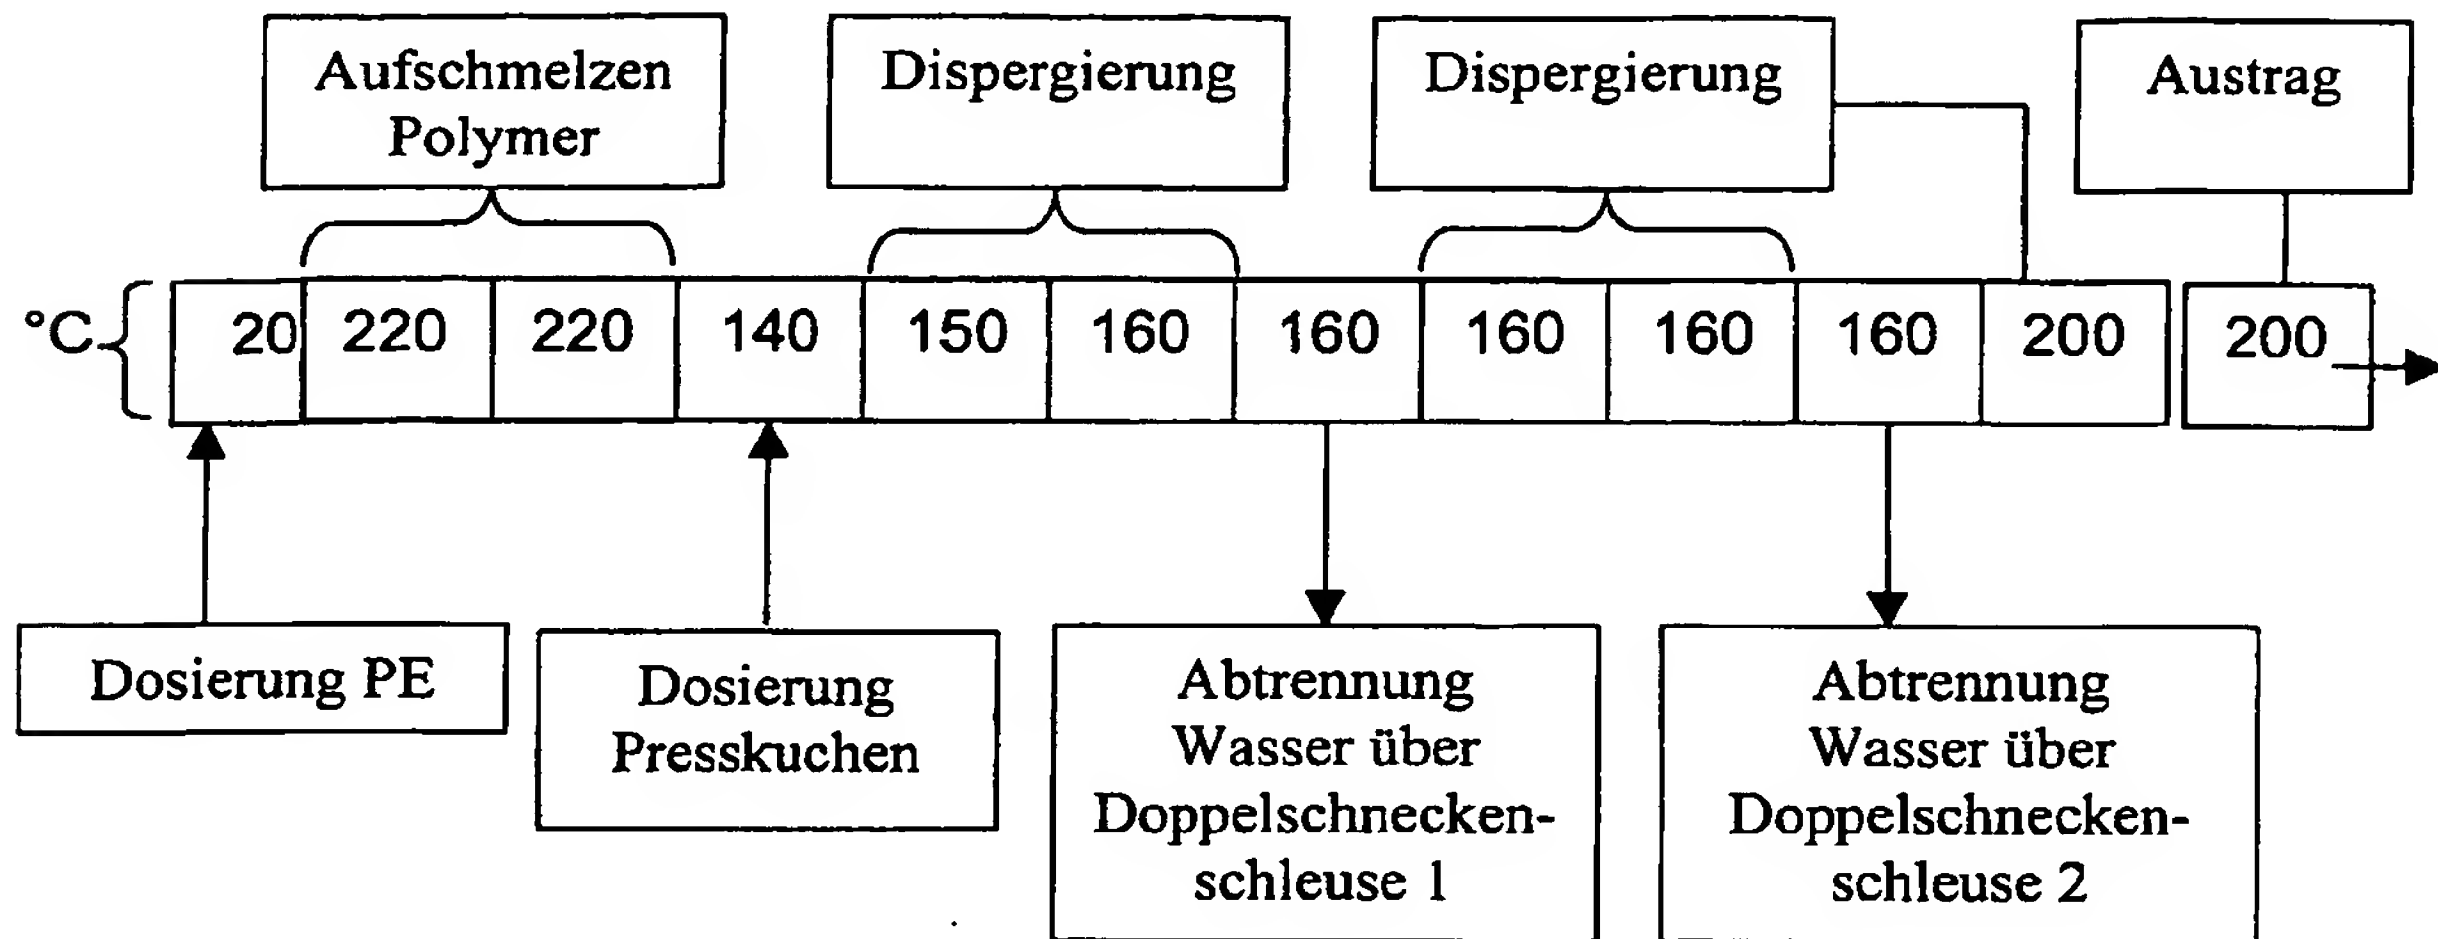 Aufschmelzen
Polymer
Dispergierung
Dispergierung
Austrag
°C
20 220 220 140 150 160 160 160 160 160 200 200
Dosierung PE
Dosierung
Presskuchen
Abtrennung
Wasser über
Doppelschnecken-
schleuse 1
Abtrennung
Wasser über
Doppelschnecken-
schleuse 2